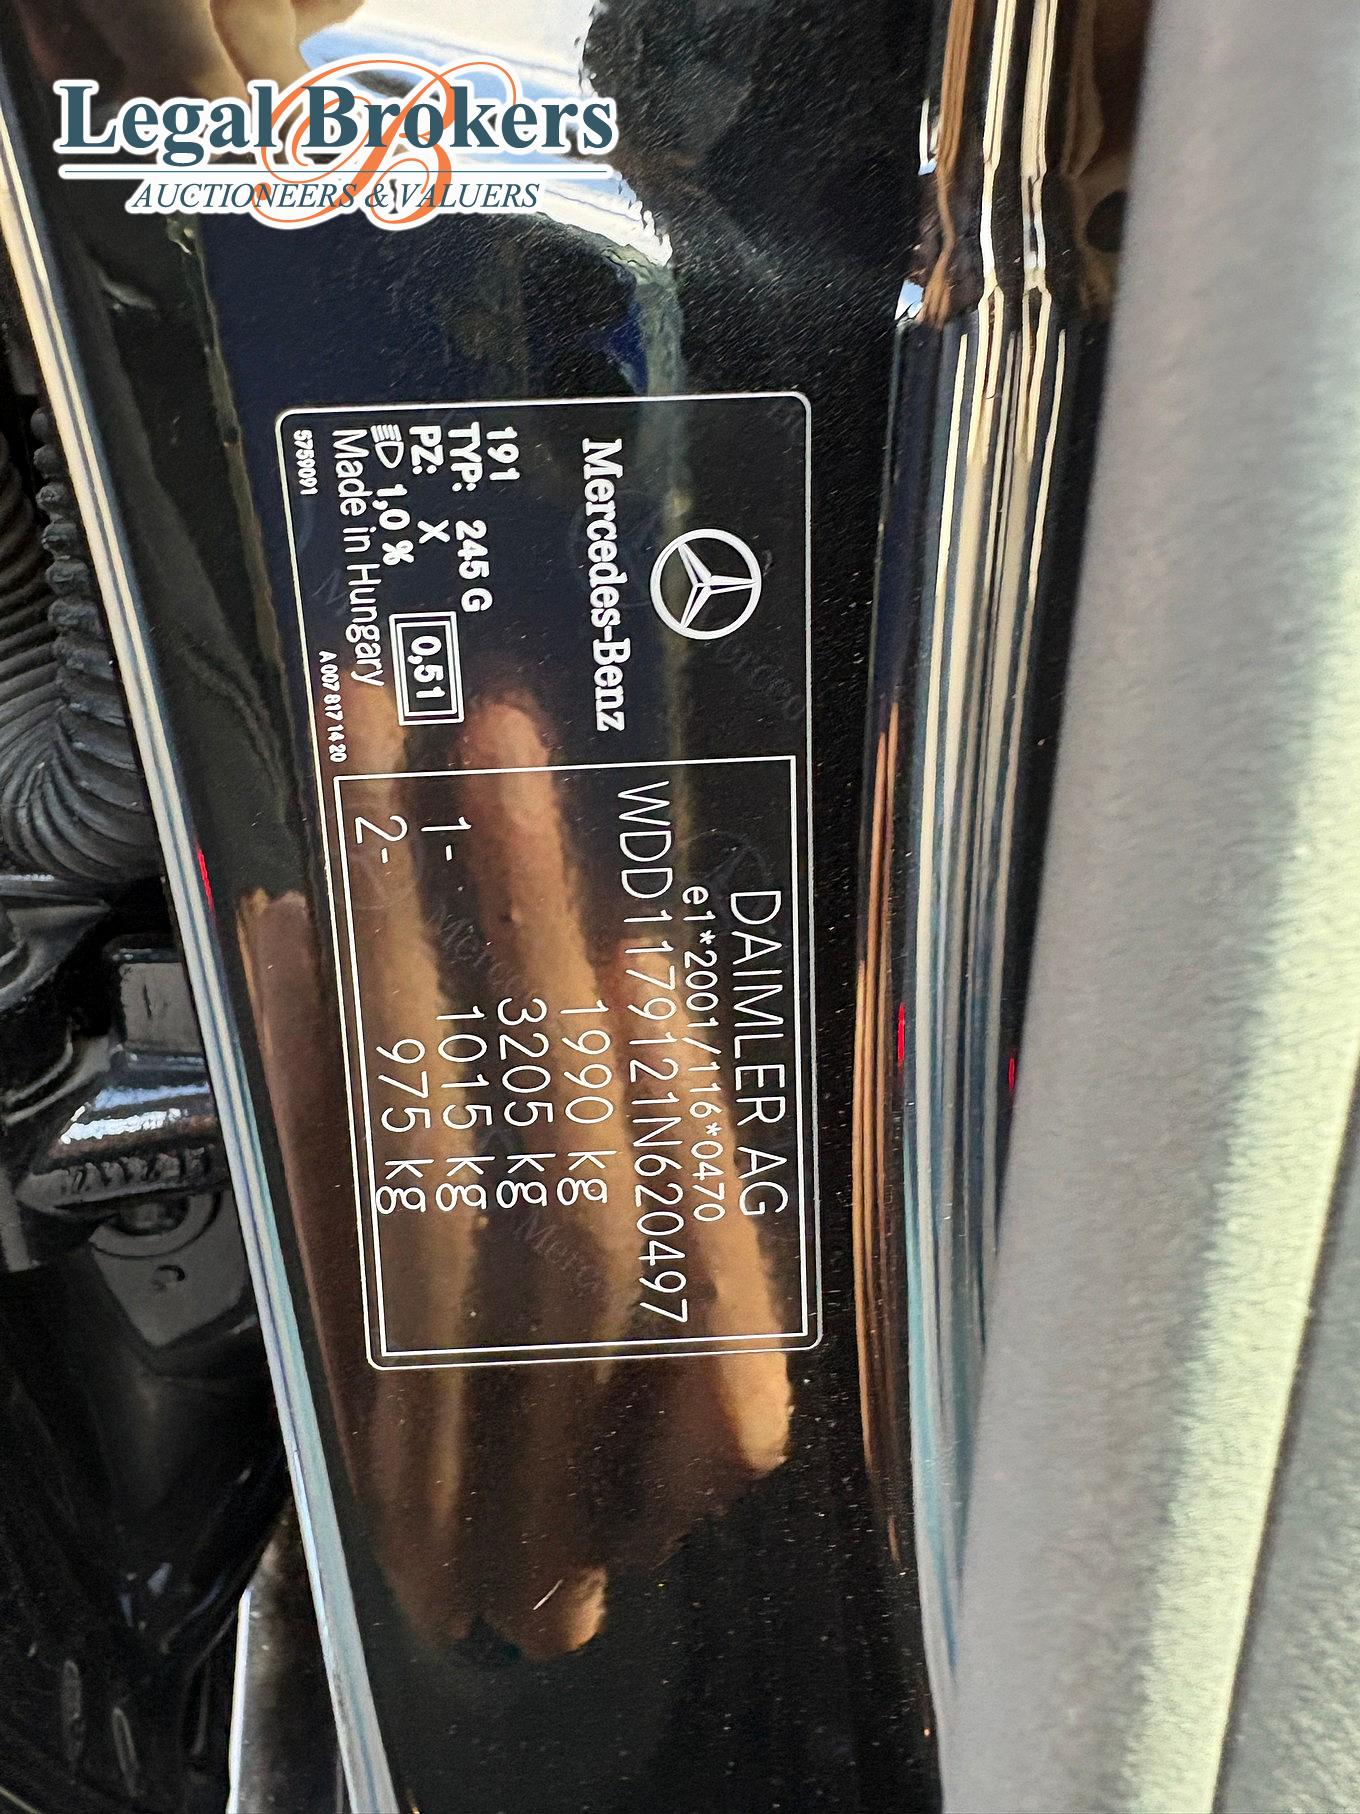 Legal Brokers
AUCTIONEERS & VALUERS
Mercedes-Benz
191
TYP: 245 G
PZ: X
1,0 %
0,51
Made in Hungary
5759091
A 007 817 14 20
DAIMLER AG
e1*2001/116*0470
WDD1179121N620497
1990 kg
3205 kg
1- 1015 kg
2- 975 kg